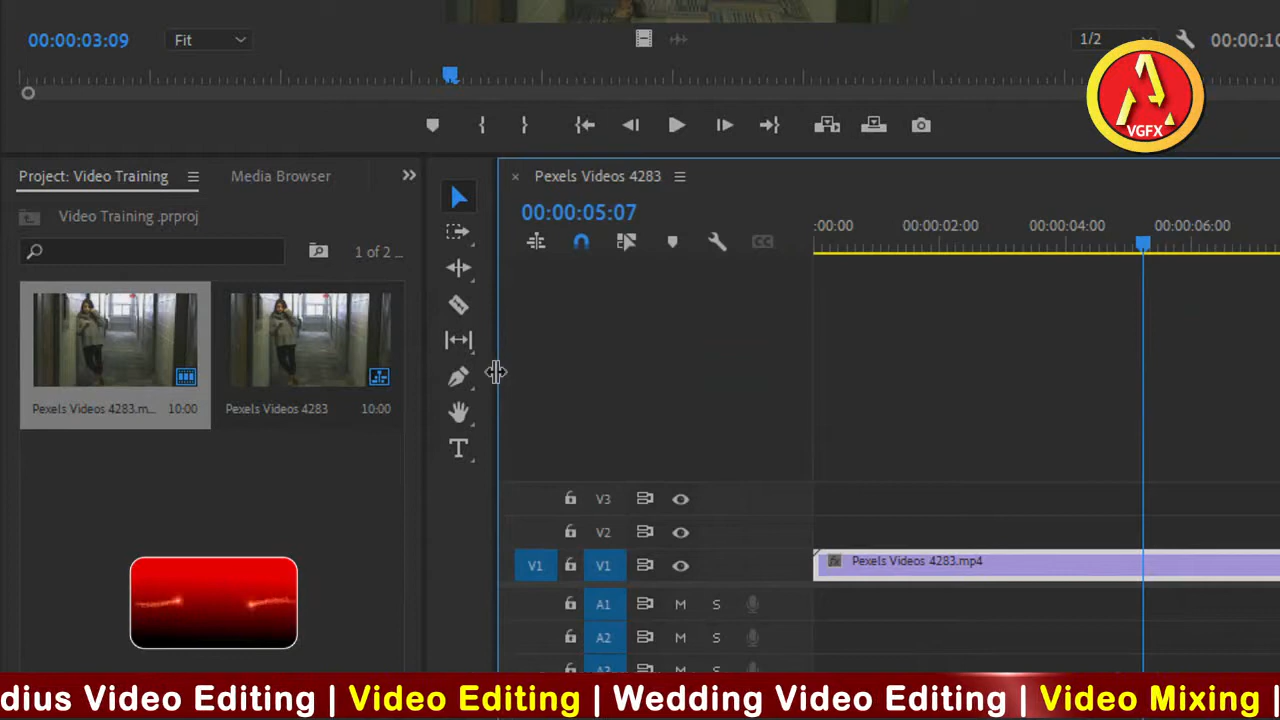 00:00:03:09
Fit
1/2
00:00:10
VGFX
Project: Video Training
Media Browser
Video Training .prproj
1 of 2 ...
Pexels Videos 4283.m... 10:00
Pexels Videos 4283 10:00
T
Pexels Videos 4283
00:00:05:07
CC
:00:00
00:00:02:00
00:00:04:00
00:00:06:00
V3
V2
V1 V1
fx Pexels Videos 4283.mp4
A1 M S
A2 M S
dius Video Editing | Video Editing | Wedding Video Editing | Video Mixing |